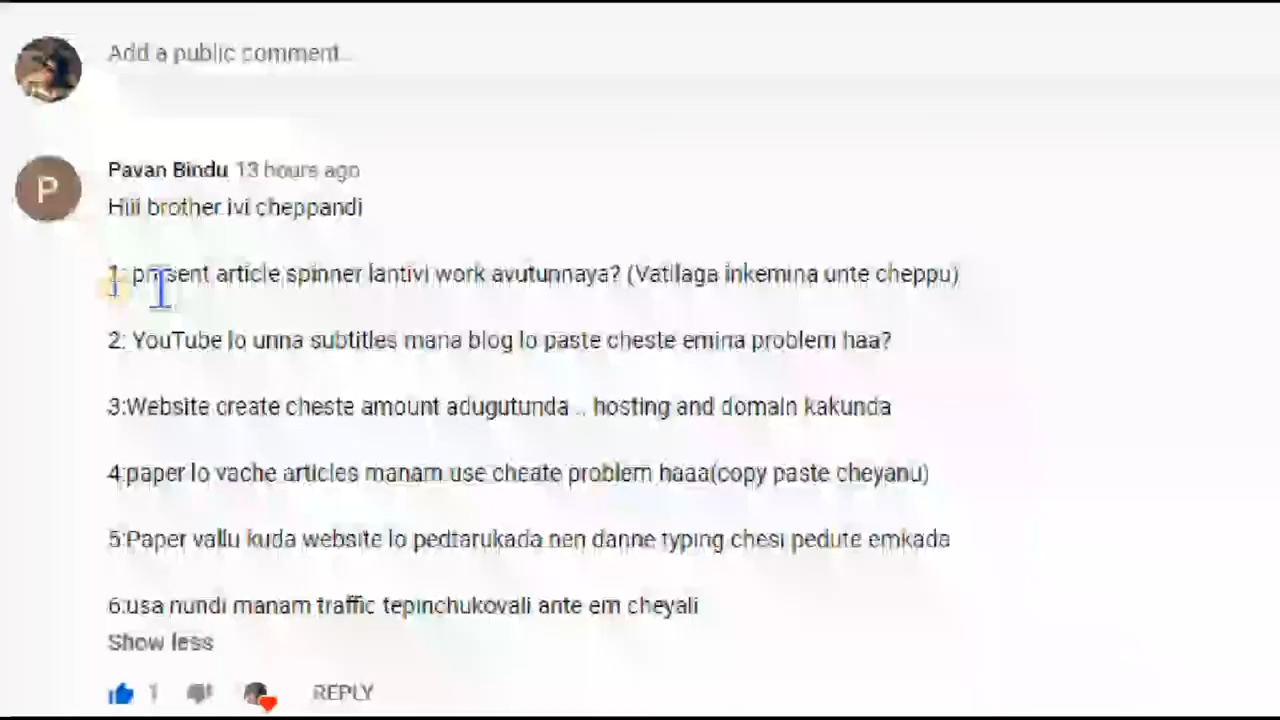 Add a public comment...
P
Pavan Bindu 13 hours ago
Hiii brother ivi cheppandi
1: present article spinner lantivi work avutunnaya? (Vatilaga inkemina unte cheppu)
2: YouTube lo unna subtitles mana blog lo paste cheste emina problem haa?
3:Website create cheste amount adugutunda .. hosting and domain kakunda
4:paper lo vache articles manam use cheate problem haaa(copy paste cheyanu)
5:Paper vallu kuda website lo pedtarukada nen danne typing chesi pedute emkada
6:usa nundi manam traffic tepinchukovali ante em cheyali
Show less
1
REPLY